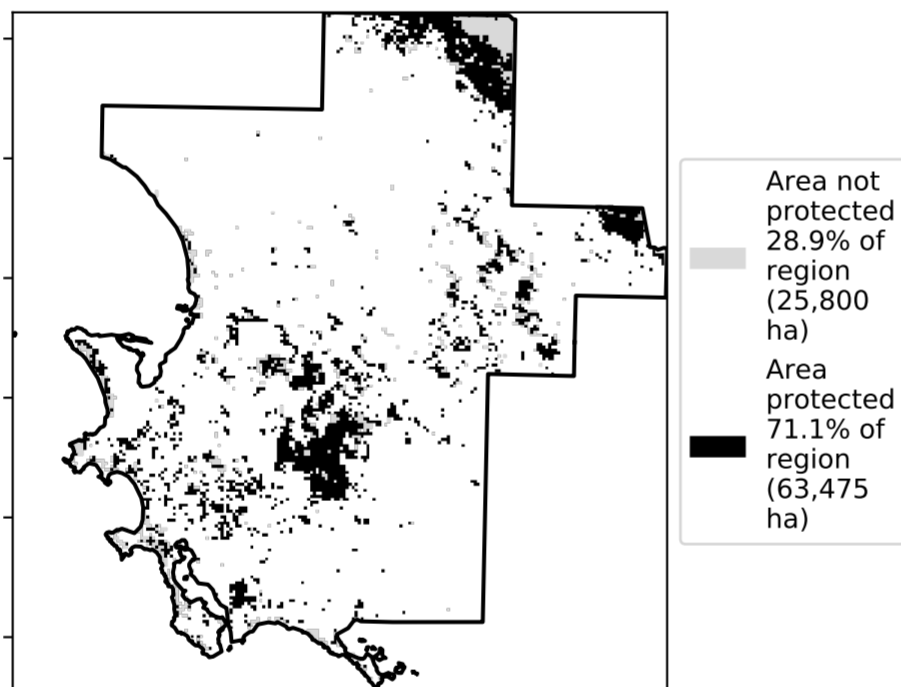 Area not
protected
28.9% of
region
(25,800
ha)
Area
protected
71.1% of
region
(63,475
ha)